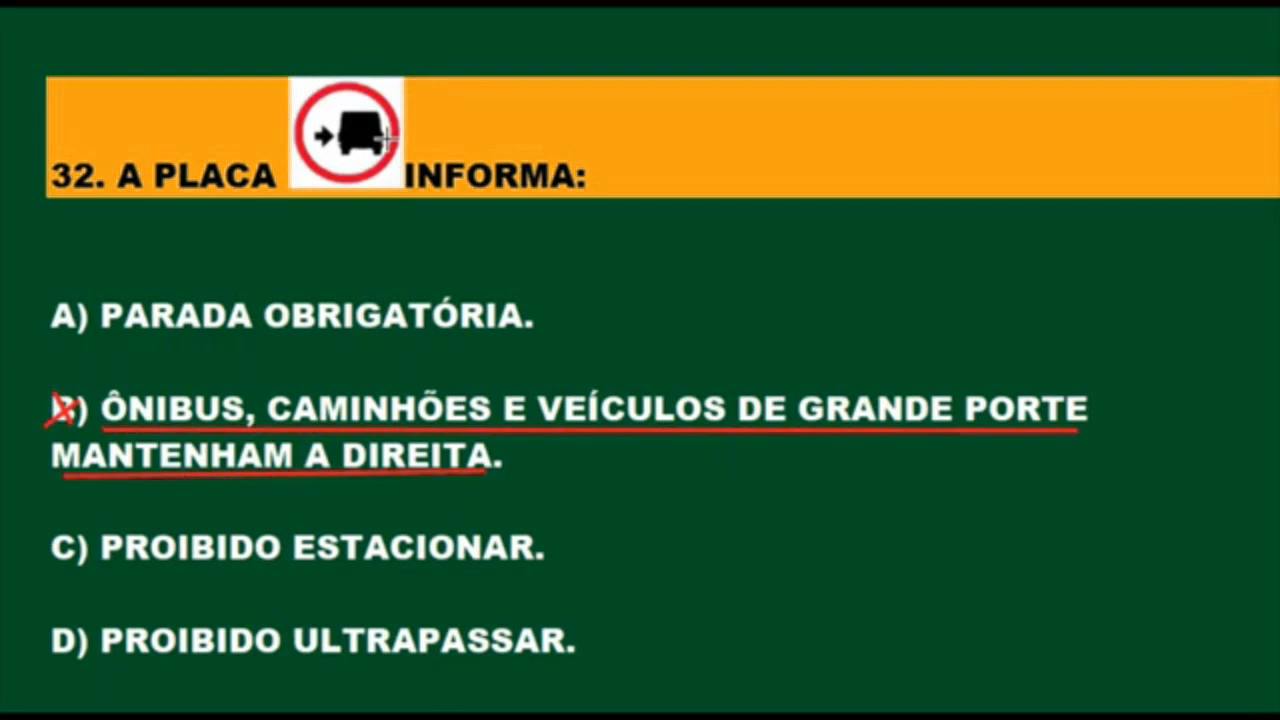 32. A PLACA INFORMA:
A) PARADA OBRIGATÓRIA.
B) ÔNIBUS, CAMINHÕES E VEÍCULOS DE GRANDE PORTE
MANTENHAM A DIREITA.
C) PROIBIDO ESTACIONAR.
D) PROIBIDO ULTRAPASSAR.